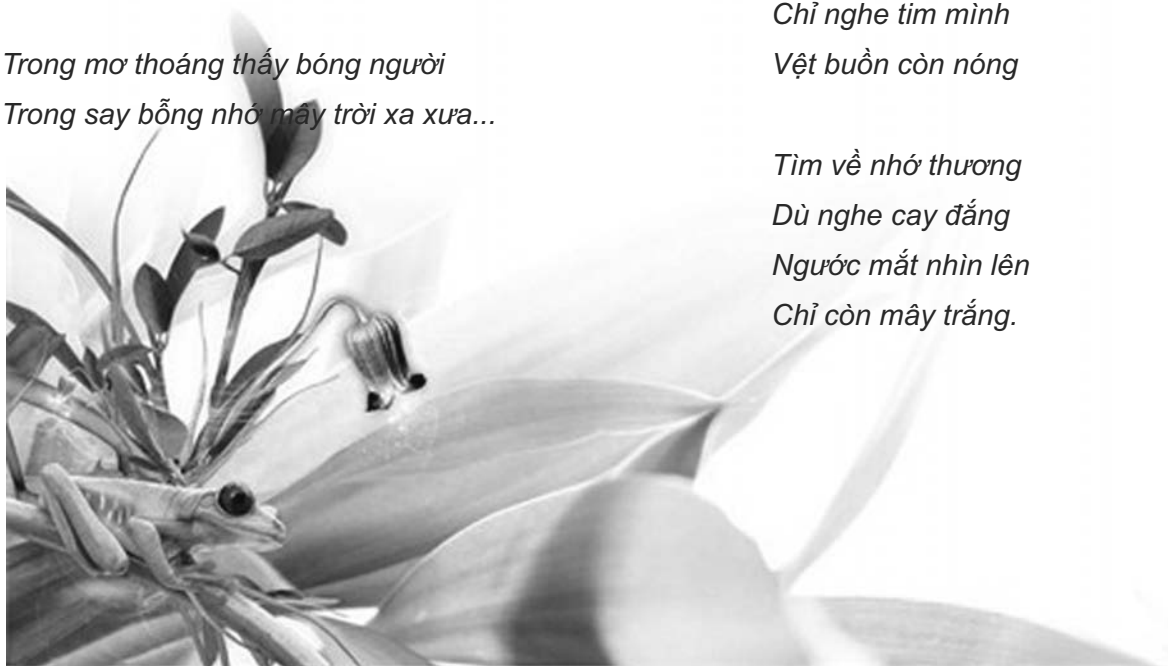 Trong mơ thoáng thấy bóng người
Trong say bỗng nhớ mây trời xa xưa...
Chỉ nghe tim mình
Vệt buồn còn nóng
Tìm về nhớ thương
Dù nghe cay đắng
Ngước mắt nhìn lên
Chỉ còn mây trắng.